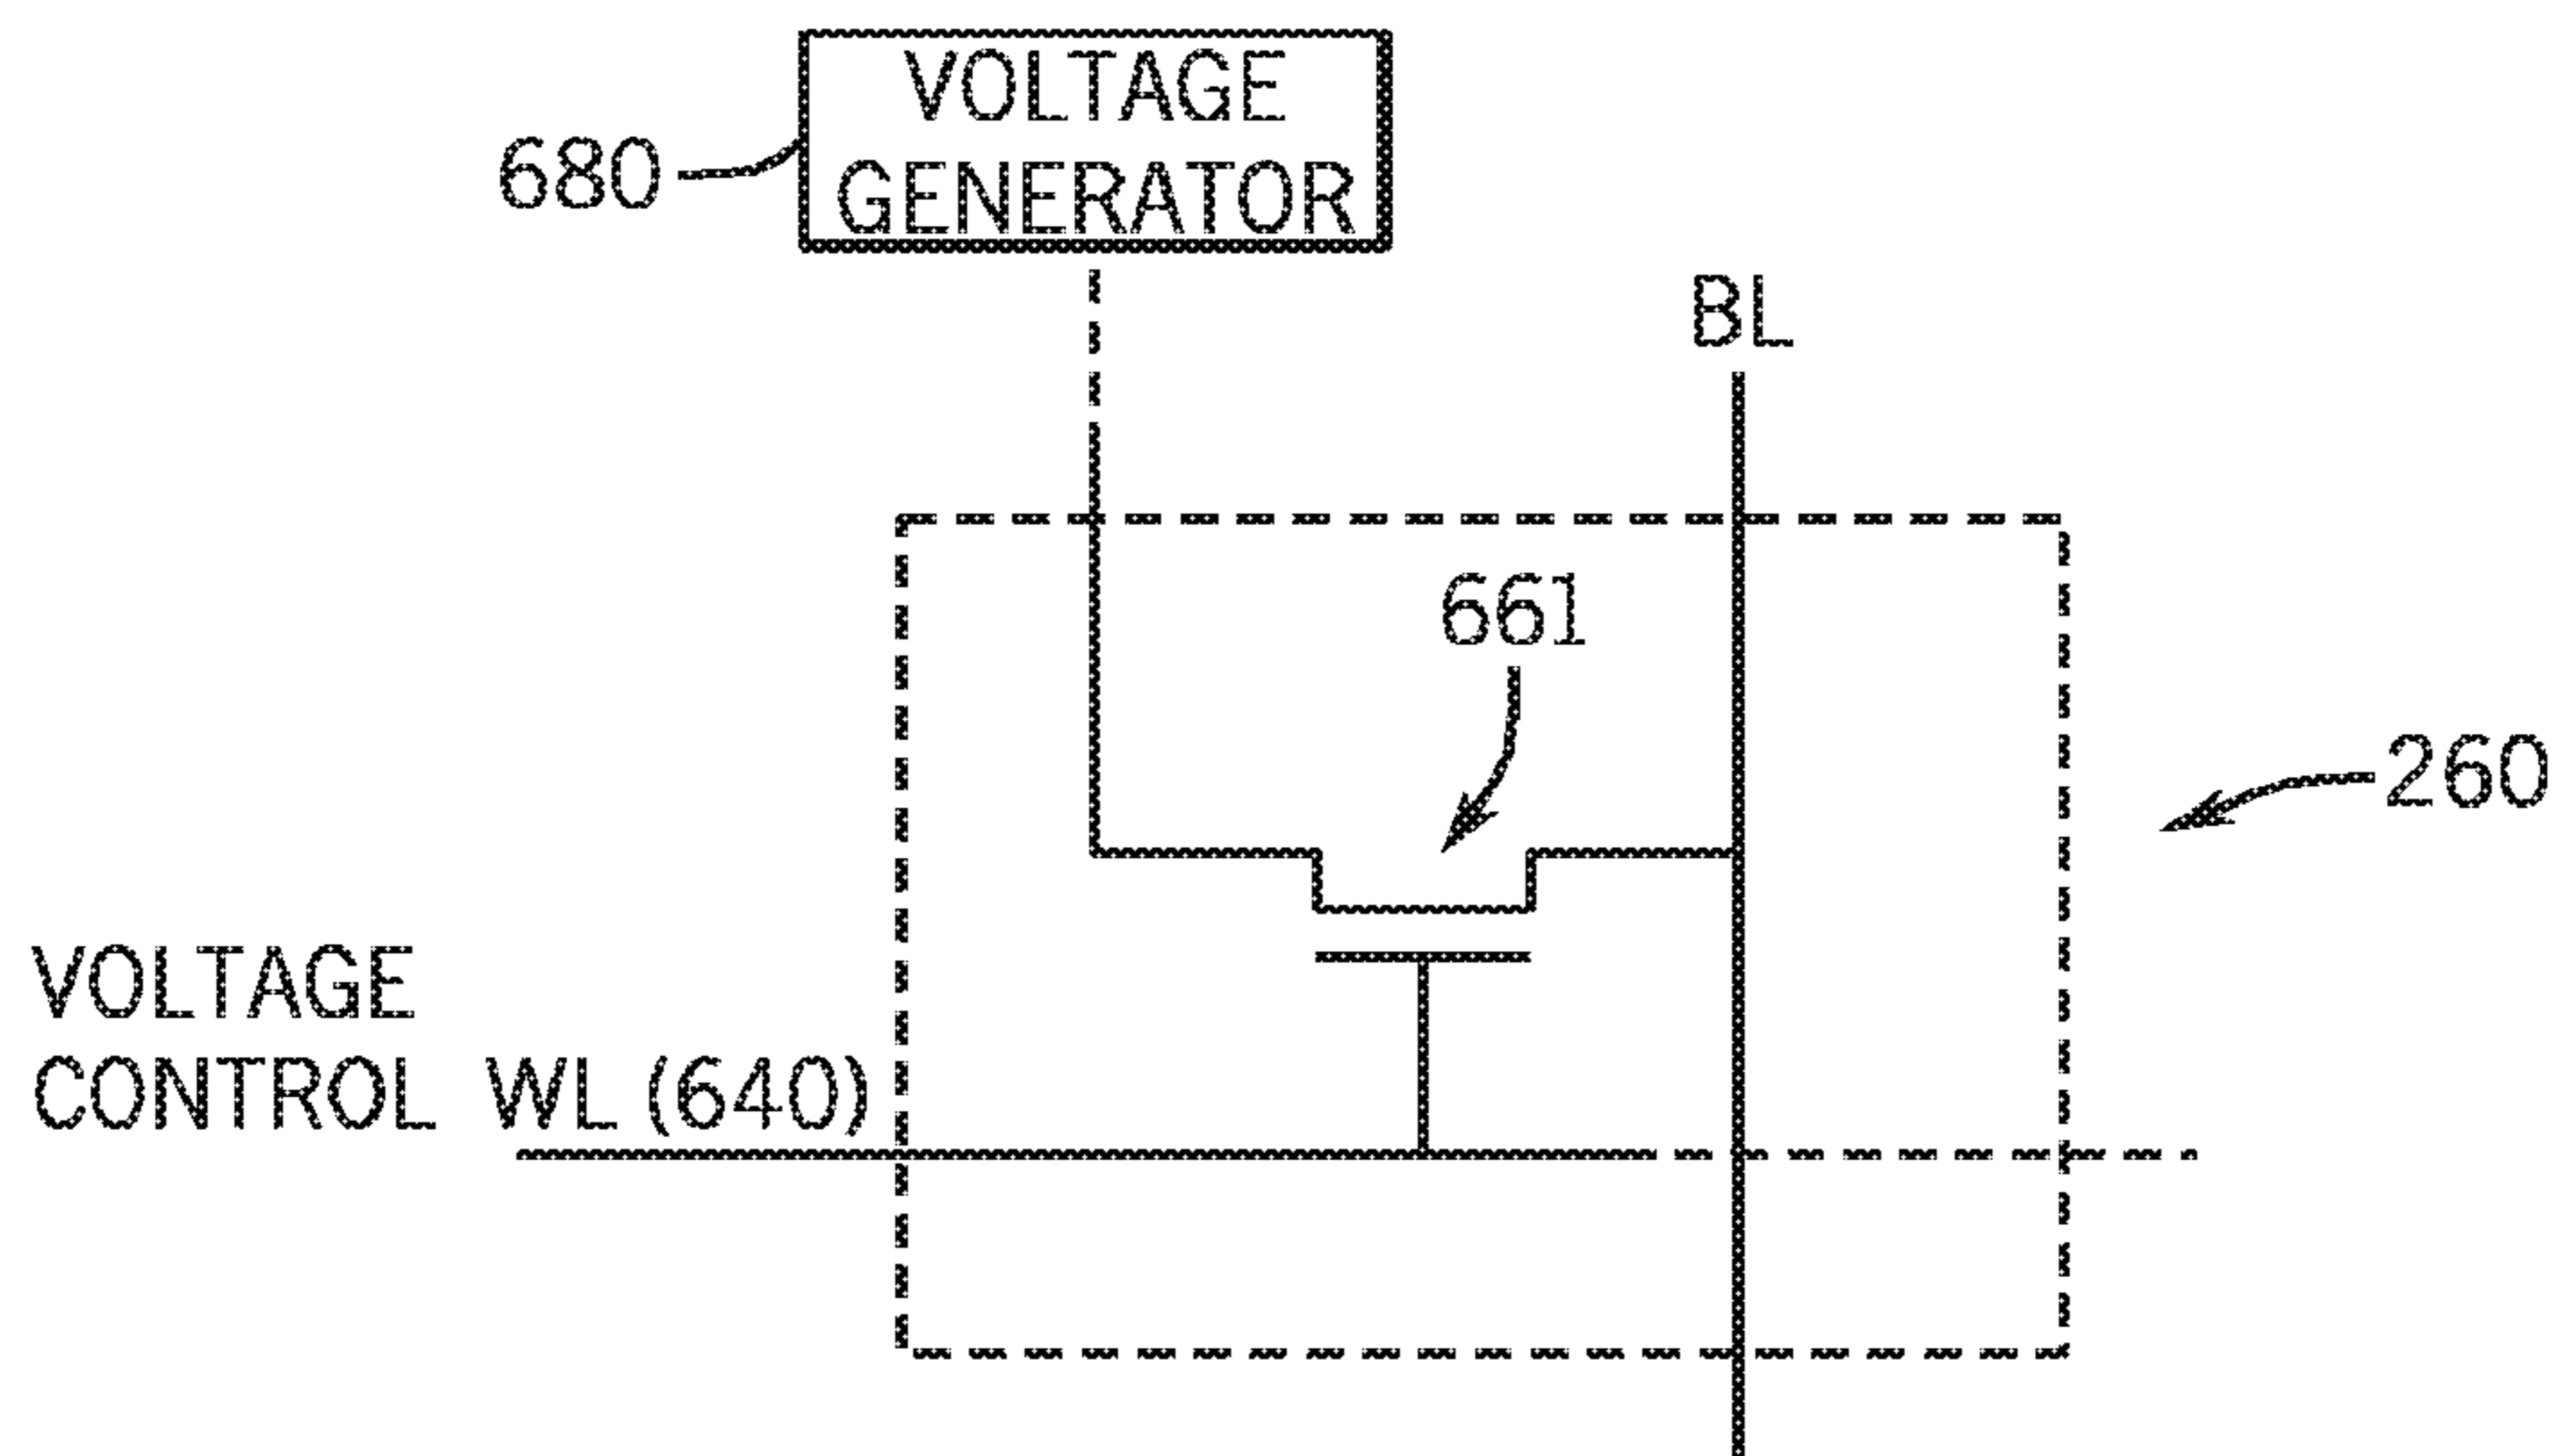 VOLTAGE
GENERATOR
680
BL
661
260
VOLTAGE
CONTROL WL (640)